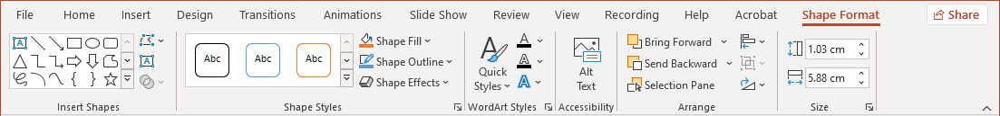 File Home Insert Design Transitions Animations Slide Show Review View Recording Help Acrobat Shape Format Share
Abc Abc Abc
Shape Fill
Shape Outline
Shape Effects
Quick
Styles
Alt
Text
Bring Forward
Send Backward
Selection Pane
1.03 cm
5.88 cm
Insert Shapes Shape Styles WordArt Styles Accessibility Arrange Size